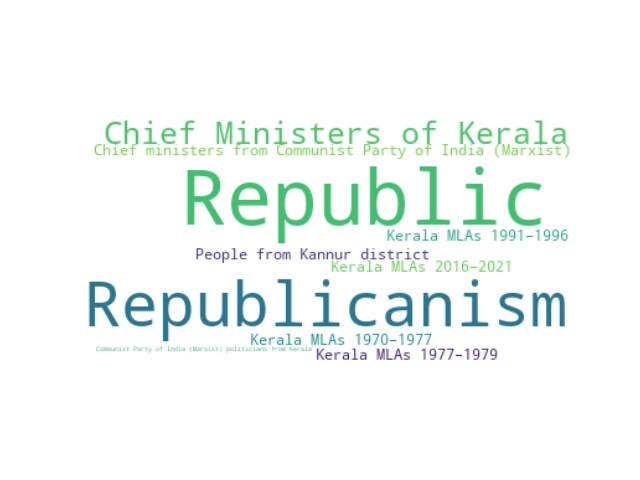 Chief Ministers of Kerala
Chief ministers from Communist Party of India (Marxist)
Republic
Kerala MLAs 1991–1996
People from Kannur district
Kerala MLAs 2016–2021
Republicanism
Kerala MLAs 1970–1977
Communist Party of India (Marxist) politicians from Kerala
Kerala MLAs 1977–1979